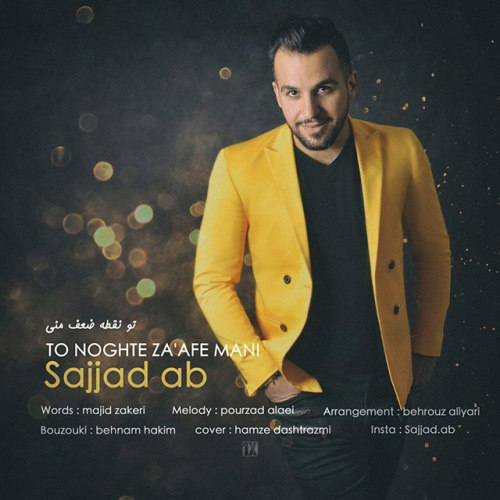 تو نقطه ضعف منی
TO NOGHTE ZA'AFE MANI
Sajjad ab
Words : majid zakeri Melody : pourzad alaei Arrangement : behrouz aliyari
Bouzouki : behnam hakim cover : hamze dashtrazmi Insta : Sajjad.ab